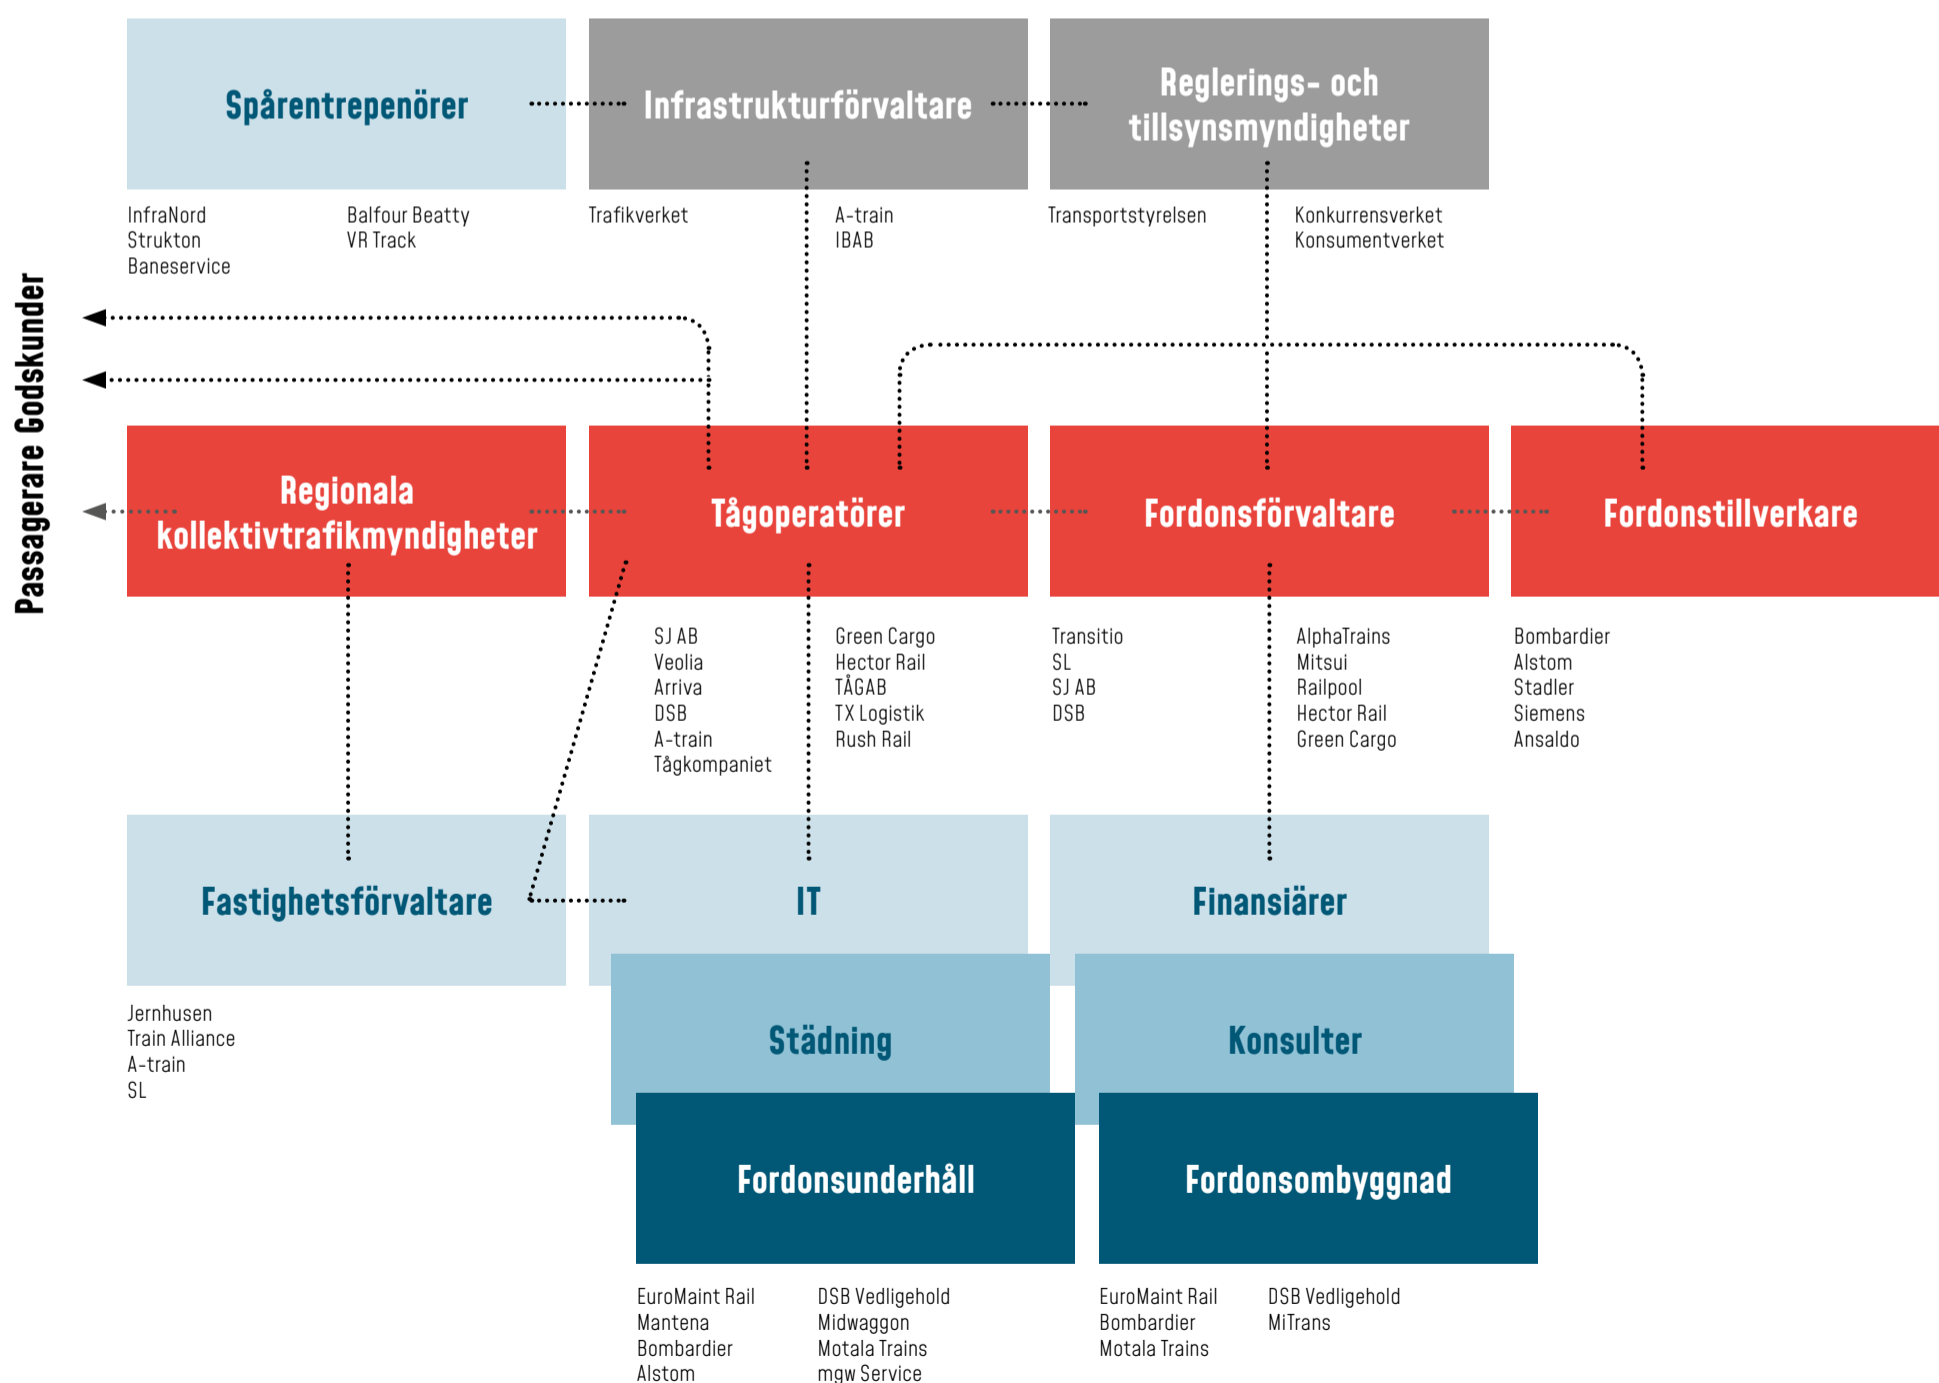 Spårentrepenörer
Infrastrukturförvaltare
Reglerings- och
tillsynsmyndigheter
InfraNord
Strukton
Baneservice
Balfour Beatty
VR Track
Trafikverket
A-train
IBAB
Transportstyrelsen
Konkurrensverket
Konsumentverket
Passagerare Godskunder
Regionala
kollektivtrafikmyndigheter
Tågoperatörer
Fordonsförvaltare
Fordonstillverkare
SJ AB
Veolia
Arriva
DSB
A-train
Tågkompaniet
Green Cargo
Hector Rail
TÅGAB
TX Logistik
Rush Rail
Transitio
SL
SJ AB
DSB
AlphaTrains
Mitsui
Railpool
Hector Rail
Green Cargo
Bombardier
Alstom
Stadler
Siemens
Ansaldo
Fastighetsförvaltare
IT
Finansiärer
Jernhusen
Train Alliance
A-train
SL
Städning
Konsulter
Fordonsunderhåll
Fordonsombyggnad
EuroMaint Rail
Mantena
Bombardier
Alstom
DSB Vedligehold
Midwaggon
Motala Trains
mgw Service
EuroMaint Rail
Bombardier
Motala Trains
DSB Vedligehold
MiTrans